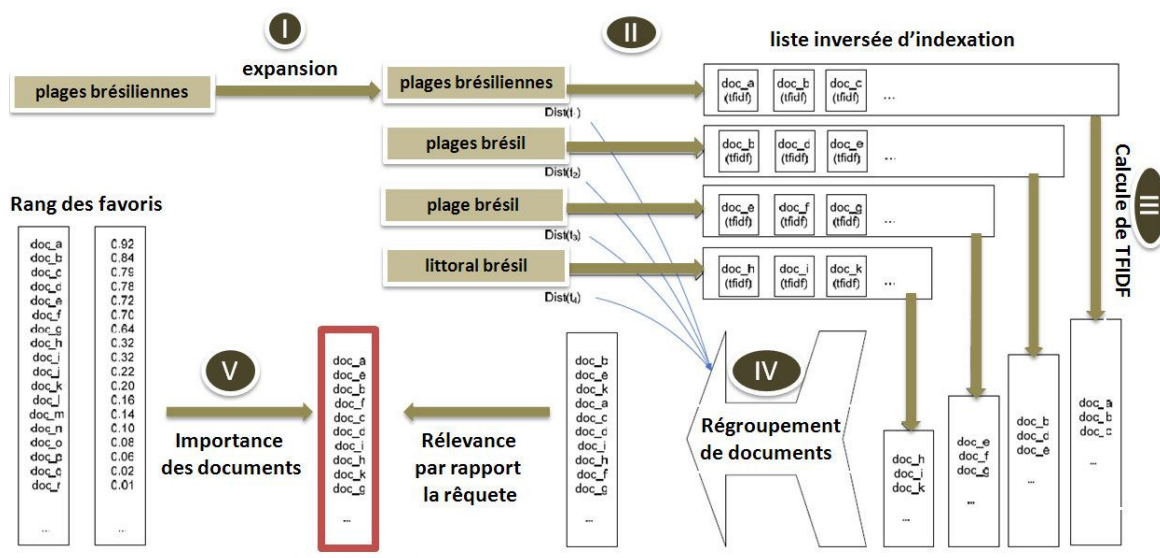 I
II
expansion
liste inversée d'indexation
plages brésiliennes
plages brésiliennes
doc_a
(tfidf)
doc_b
(tfidf)
doc_c
(tfidf)
...
plages brésil
Dist(t₂)
doc_b
(tfidf)
doc_d
(tfidf)
doc_e
(tfidf)
...
plage brésil
Dist(t₃)
doc_e
(tfidf)
doc_f
(tfidf)
doc_g
(tfidf)
...
littoral brésil
Dist(t₄)
doc_h
(tfidf)
doc_i
(tfidf)
doc_k
(tfidf)
...
III
Calcule de TFIDF
Rang des favoris
doc_a 0.92
doc_b 0.84
doc_c 0.79
doc_d 0.78
doc_e 0.72
doc_f 0.70
doc_g 0.64
doc_h 0.32
doc_i 0.32
doc_j 0.22
doc_k 0.20
doc_l 0.16
doc_m 0.14
doc_n 0.10
doc_o 0.08
doc_p 0.06
doc_q 0.02
doc_r 0.01
... ...
V
Importance
des documents
doc_a
doc_e
doc_b
doc_f
doc_c
doc_d
doc_i
doc_h
doc_k
doc_g
...
Rélevance
par rapport
la rêquete
doc_b
doc_e
doc_k
doc_a
doc_c
doc_d
doc_i
doc_h
doc_f
doc_g
...
IV
Régroupement
de documents
doc_h
doc_i
doc_k
...
doc_e
doc_f
doc_g
...
doc_b
doc_d
doc_e
...
doc_a
doc_b
doc_c
...